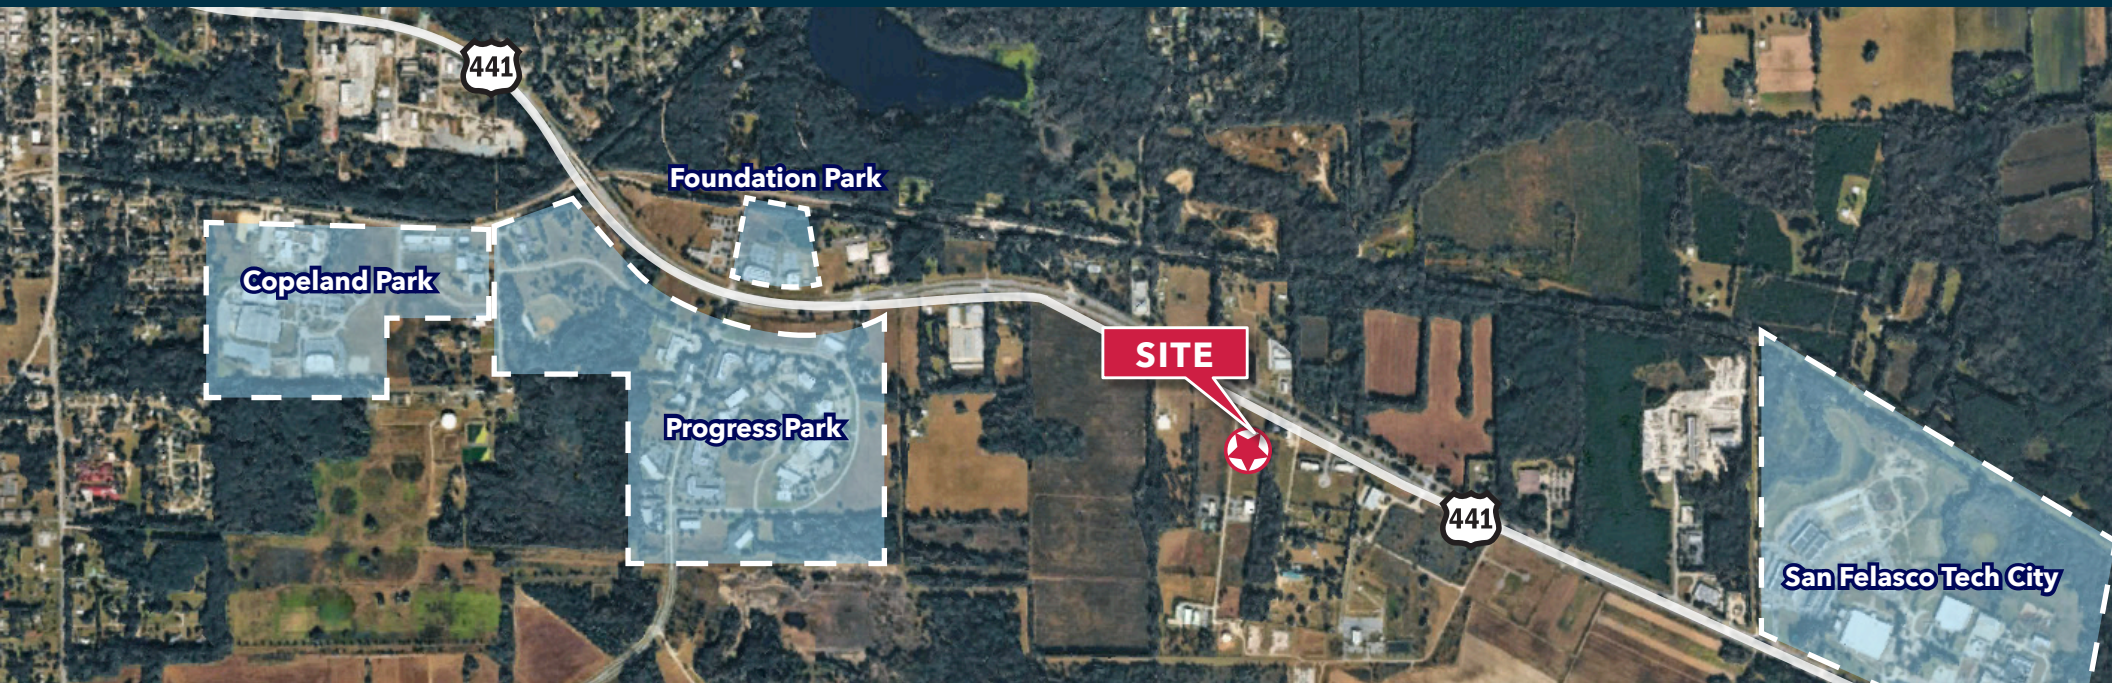 441
Foundation Park
Copeland Park
SITE
Progress Park
441
San Felasco Tech City